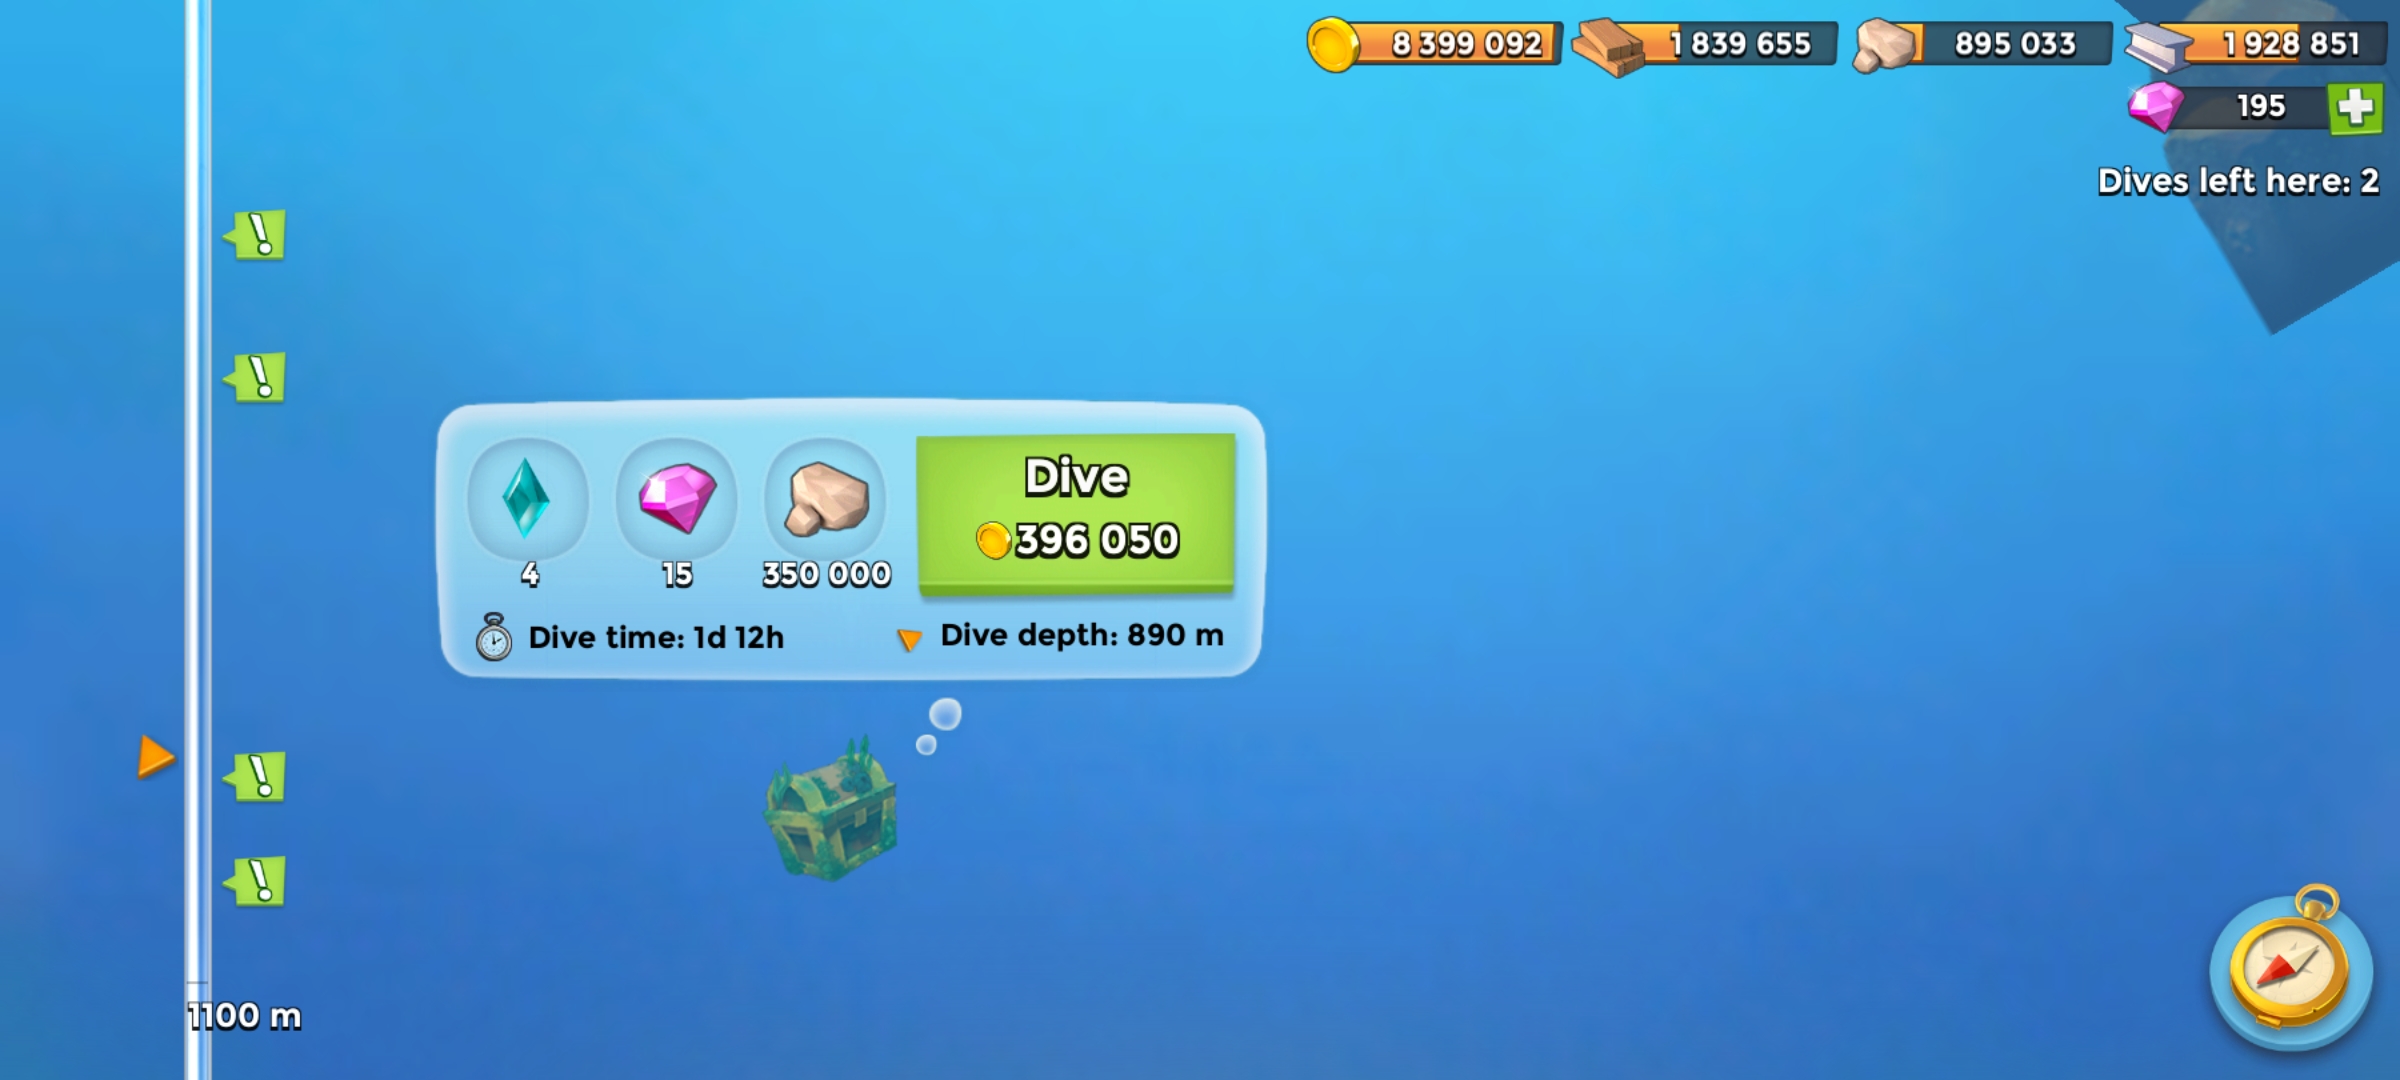 8 399 092
1 839 655
895 033
1 928 851
195
Dives left here: 2
Dive
396 050
4
15
350 000
Dive time: 1d 12h
Dive depth: 890 m
1100 m